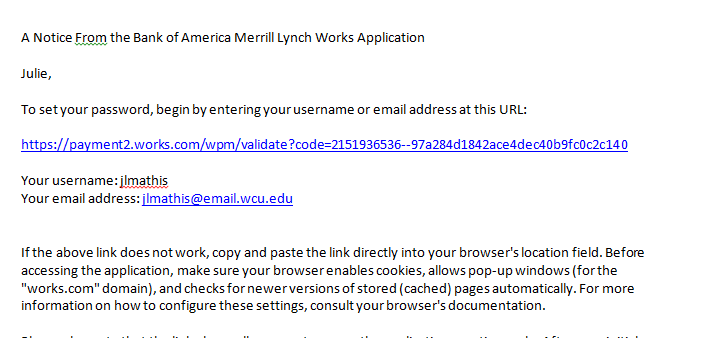 A Notice From the Bank of America Merrill Lynch Works Application
Julie,
To set your password, begin by entering your username or email address at this URL:
https://payment2.works.com/wpm/validate?code=2151936536--97a284d1842ace4dec40b9fc0c2c140
Your username: jlmathis
Your email address: jlmathis@email.wcu.edu
If the above link does not work, copy and paste the link directly into your browser's location field. Before
accessing the application, make sure your browser enables cookies, allows pop-up windows (for the
"works.com" domain), and checks for newer versions of stored (cached) pages automatically. For more
information on how to configure these settings, consult your browser's documentation.